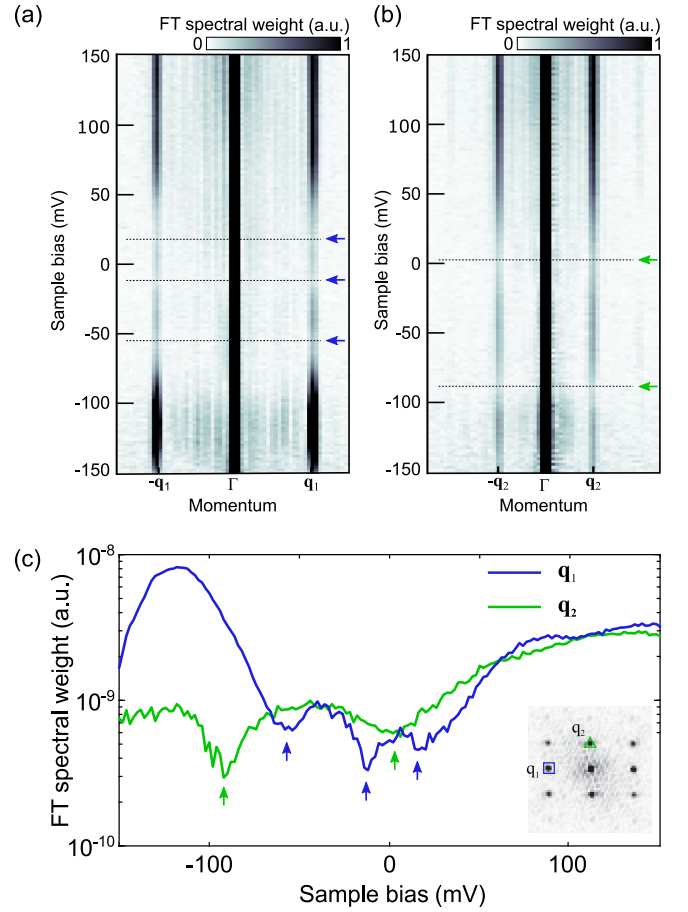 (a)
FT spectral weight (a.u.)
0 1
Sample bias (mV)
100
50
0
-50
-100
-150
-q₁ Γ q₁
Momentum
(b)
FT spectral weight (a.u.)
0 1
Sample bias (mV)
100
50
0
-50
-100
-150
-q₂ Γ q₂
Momentum
(c)
FT spectral weight (a.u.)
10⁻⁸
10⁻⁹
10⁻¹⁰
q₁
q₂
q₂
q₁
-100 0 100
Sample bias (mV)